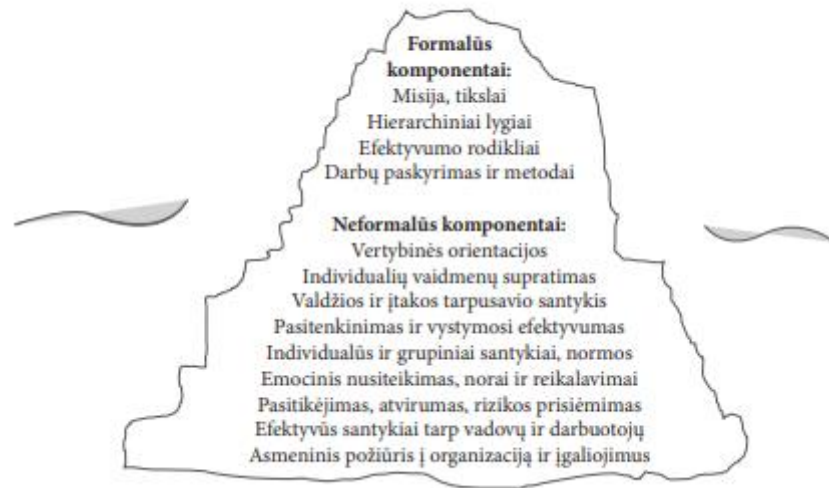 Formalūs
komponentai:
Misija, tikslai
Hierarchiniai lygiai
Efektyvumo rodikliai
Darbų paskyrimas ir metodai
Neformalūs komponentai:
Vertybinės orientacijos
Individualių vaidmenų supratimas
Valdžios ir įtakos tarpusavio santykis
Pasitenkinimas ir vystymosi efektyvumas
Individualūs ir grupiniai santykiai, normos
Emocinis nusiteikimas, norai ir reikalavimai
Pasitikėjimas, atvirumas, rizikos prisiėmimas
Efektyvūs santykiai tarp vadovų ir darbuotojų
Asmeninis požiūris į organizaciją ir įgaliojimus